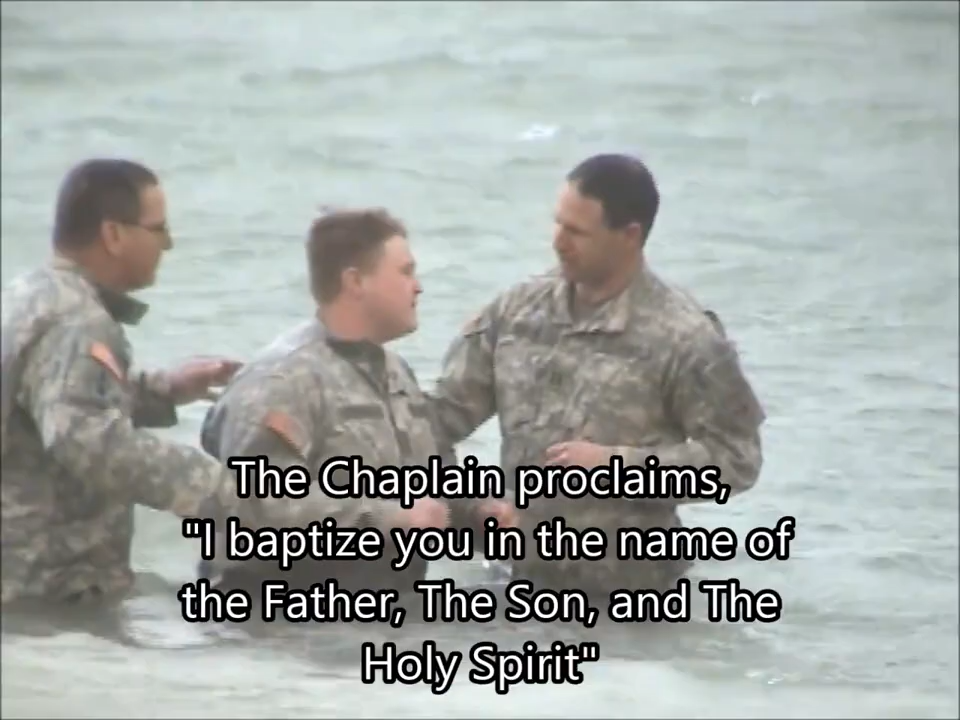 The Chaplain proclaims,
"I baptize you in the name of
the Father, The Son, and The
Holy Spirit"